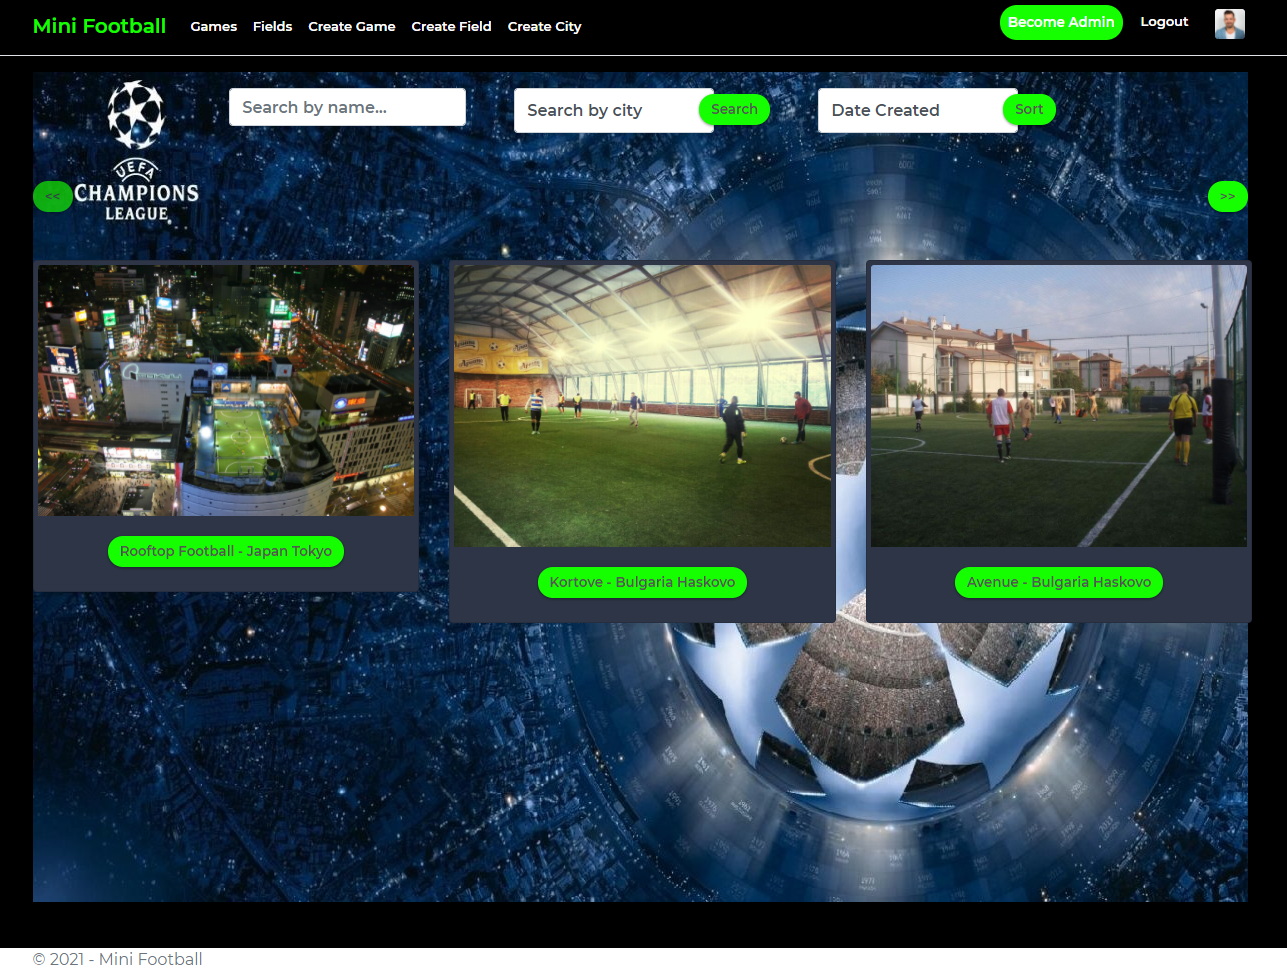 Mini Football
Games
Fields
Create Game
Create Field
Create City
Become Admin
Logout
Search by name...
Search by city
Search
Date Created
Sort
UEFA
CHAMPIONS
LEAGUE
<<
>>
Rooftop Football - Japan Tokyo
Kortove - Bulgaria Haskovo
Avenue - Bulgaria Haskovo
© 2021 - Mini Football